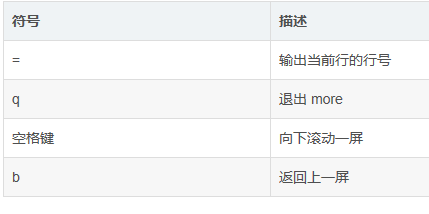 符号 描述
= 输出当前行的行号
q 退出 more
空格键 向下滚动一屏
b 返回上一屏